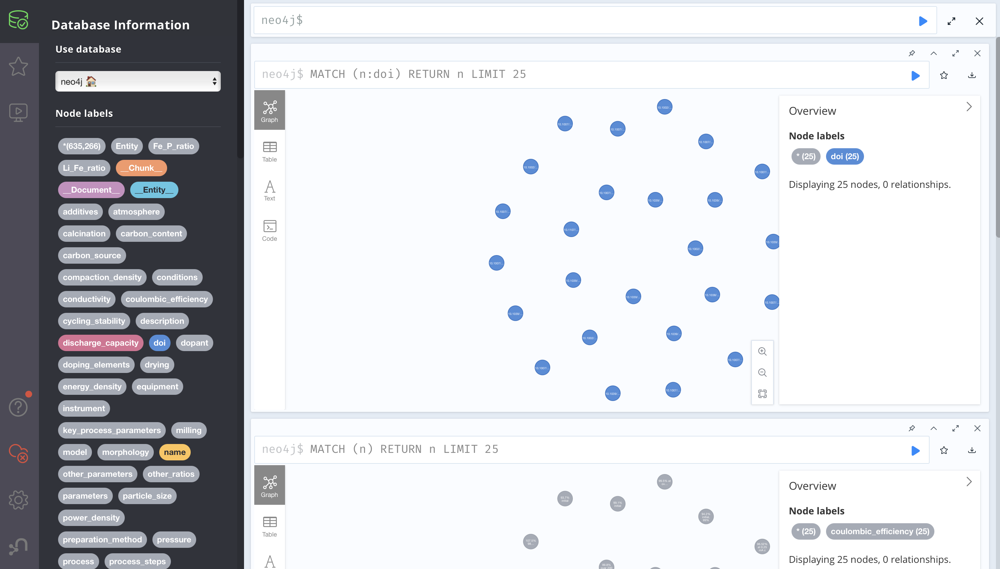 Database Information
Use database
neo4j 🏠
Node labels
*(635,266) Entity Fe_P_ratio
Li_Fe_ratio __Chunk__
__Document__ __Entity__
additives atmosphere
calcination carbon_content
carbon_source
compaction_density conditions
conductivity coulombic_efficiency
cycling_stability description
discharge_capacity doi dopant
doping_elements drying
energy_density equipment
instrument
key_process_parameters milling
model morphology name
other_parameters other_ratios
parameters particle_size
power_density
preparation_method pressure
process process_steps
neo4j$
neo4j$ MATCH (n:doi) RETURN n LIMIT 25
Graph
Table
Text
Code
10.1002/...
10.1007/...
10.1007/...
10.1007/...
10.1002/...
10.1007/...
10.1007/...
10.1039/...
10.1039/...
10.1007/...
10.1107/...
10.1039/...
10.1002/...
10.1007/...
10.1039/...
10.1039/...
10.1038/...
10.1007/...
10.1039/...
10.1002/...
10.1039/...
10.1007/...
10.1007/...
10.1039/...
10.1007/...
Overview
Node labels
* (25) doi (25)
Displaying 25 nodes, 0 relationships.
neo4j$ MATCH (n) RETURN n LIMIT 25
Graph
Table
99.5% at
ov...
93.7%
initial
99.1%
initial
94.2%
initial,
99%
107.5%
98...
96.52%
at 0.25
mA c
99.8%
over 200
Overview
Node labels
* (25) coulombic_efficiency (25)
Displaying 25 nodes, 0 relationships.